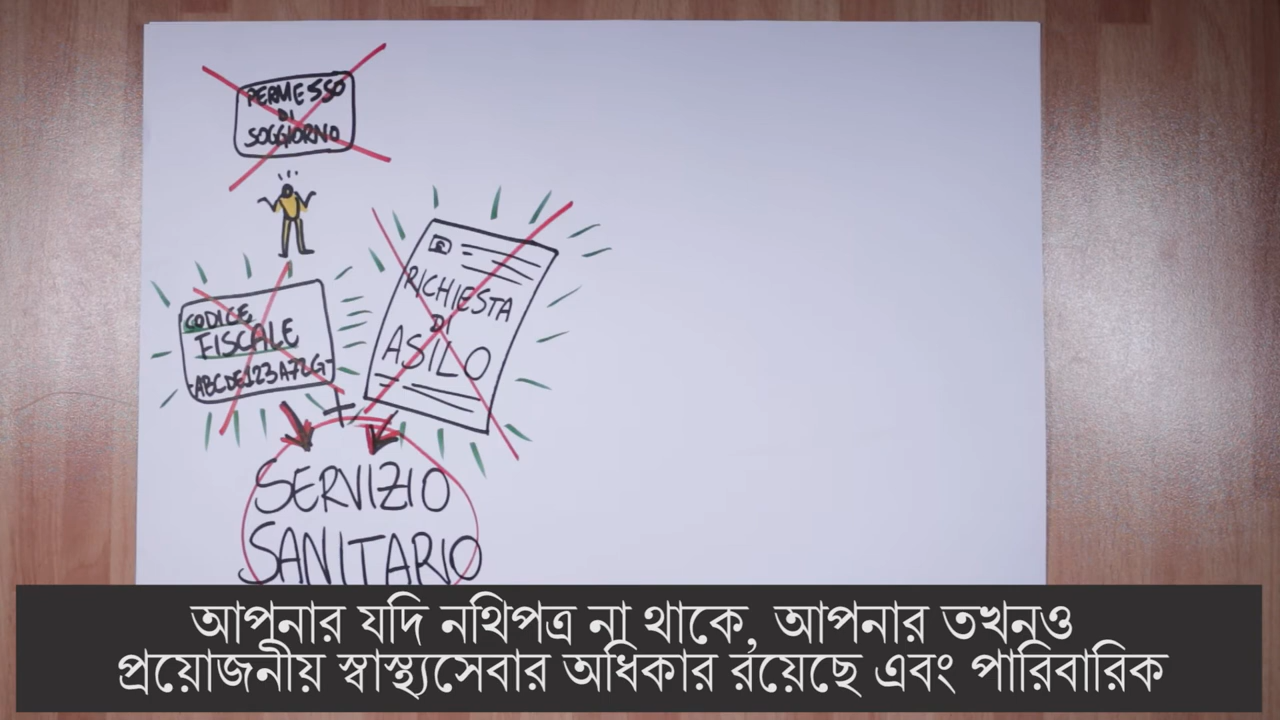 PERMESSO
DI
SOGGIORNO
CODICE
FISCALE
-ABCDE123A72G-
+
RICHIESTA
DI
ASILO
SERVIZIO
SANITARIO
আপনার যদি নথিপত্র না থাকে, আপনার তখনও
প্রয়োজনীয় স্বাস্থ্যসেবার অধিকার রয়েছে এবং পারিবারিক